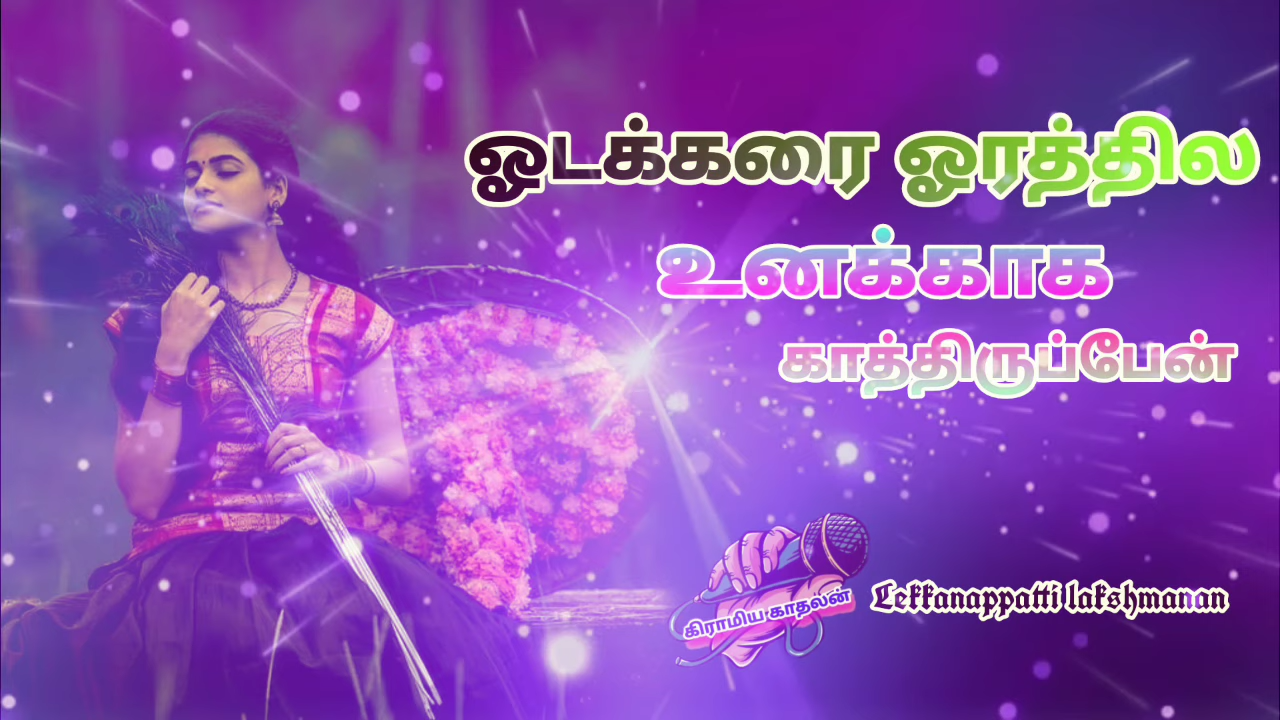 ஓடக்கரை ஓரத்தில
உனக்காக
காத்திருப்பேன்
கிராமிய காதலன்
Lekkanappatti lakshmanan